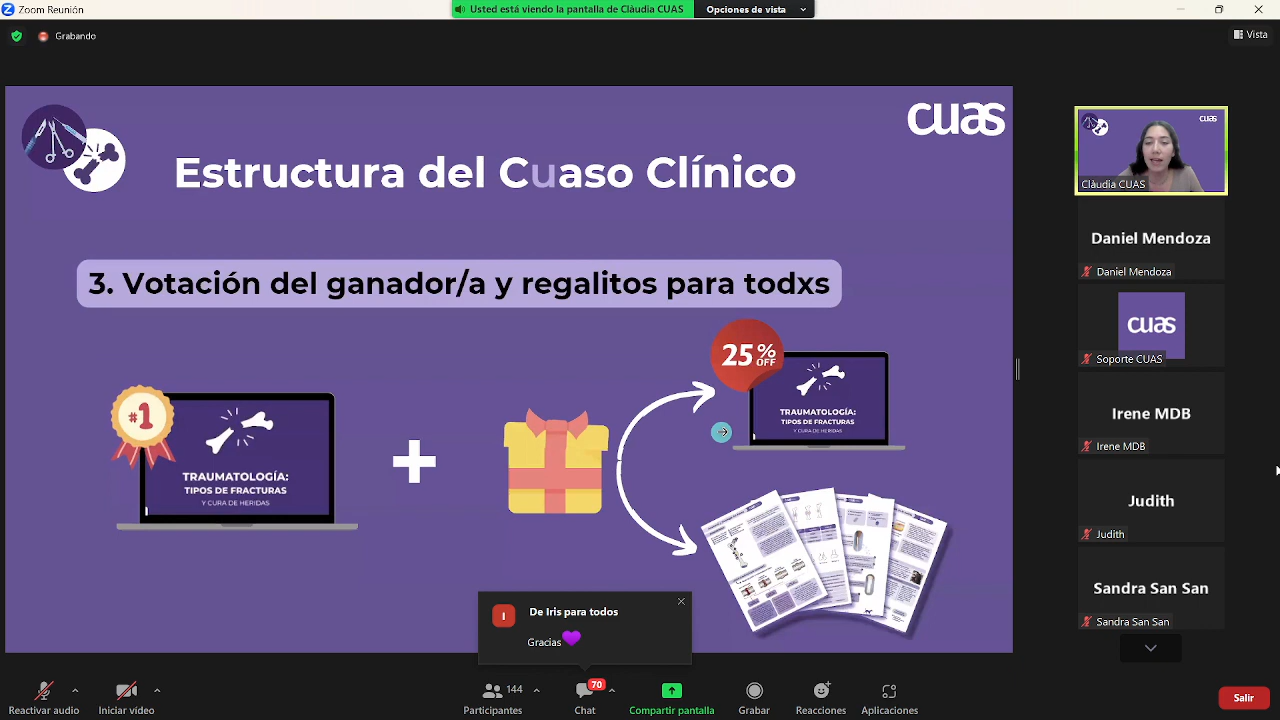 Zoom Reunión
Usted está viendo la pantalla de Clàudia CUAS
Opciones de vista
Grabando
Vista
cuas
Estructura del Cuaso Clínico
3. Votación del ganador/a y regalitos para todxs
#1
TRAUMATOLOGÍA:
TIPOS DE FRACTURAS
Y CURA DE HERIDAS
25% OFF
TRAUMATOLOGÍA:
TIPOS DE FRACTURAS
Y CURA DE HERIDAS
cuas
Clàudia CUAS
Daniel Mendoza
Daniel Mendoza
cuas
Soporte CUAS
Irene MDB
Irene MDB
Judith
Judith
Sandra San San
Sandra San San
I
De Iris para todos
Gracias💜
Reactivar audio
Iniciar vídeo
144
Participantes
70
Chat
Compartir pantalla
Grabar
Reacciones
Aplicaciones
Salir